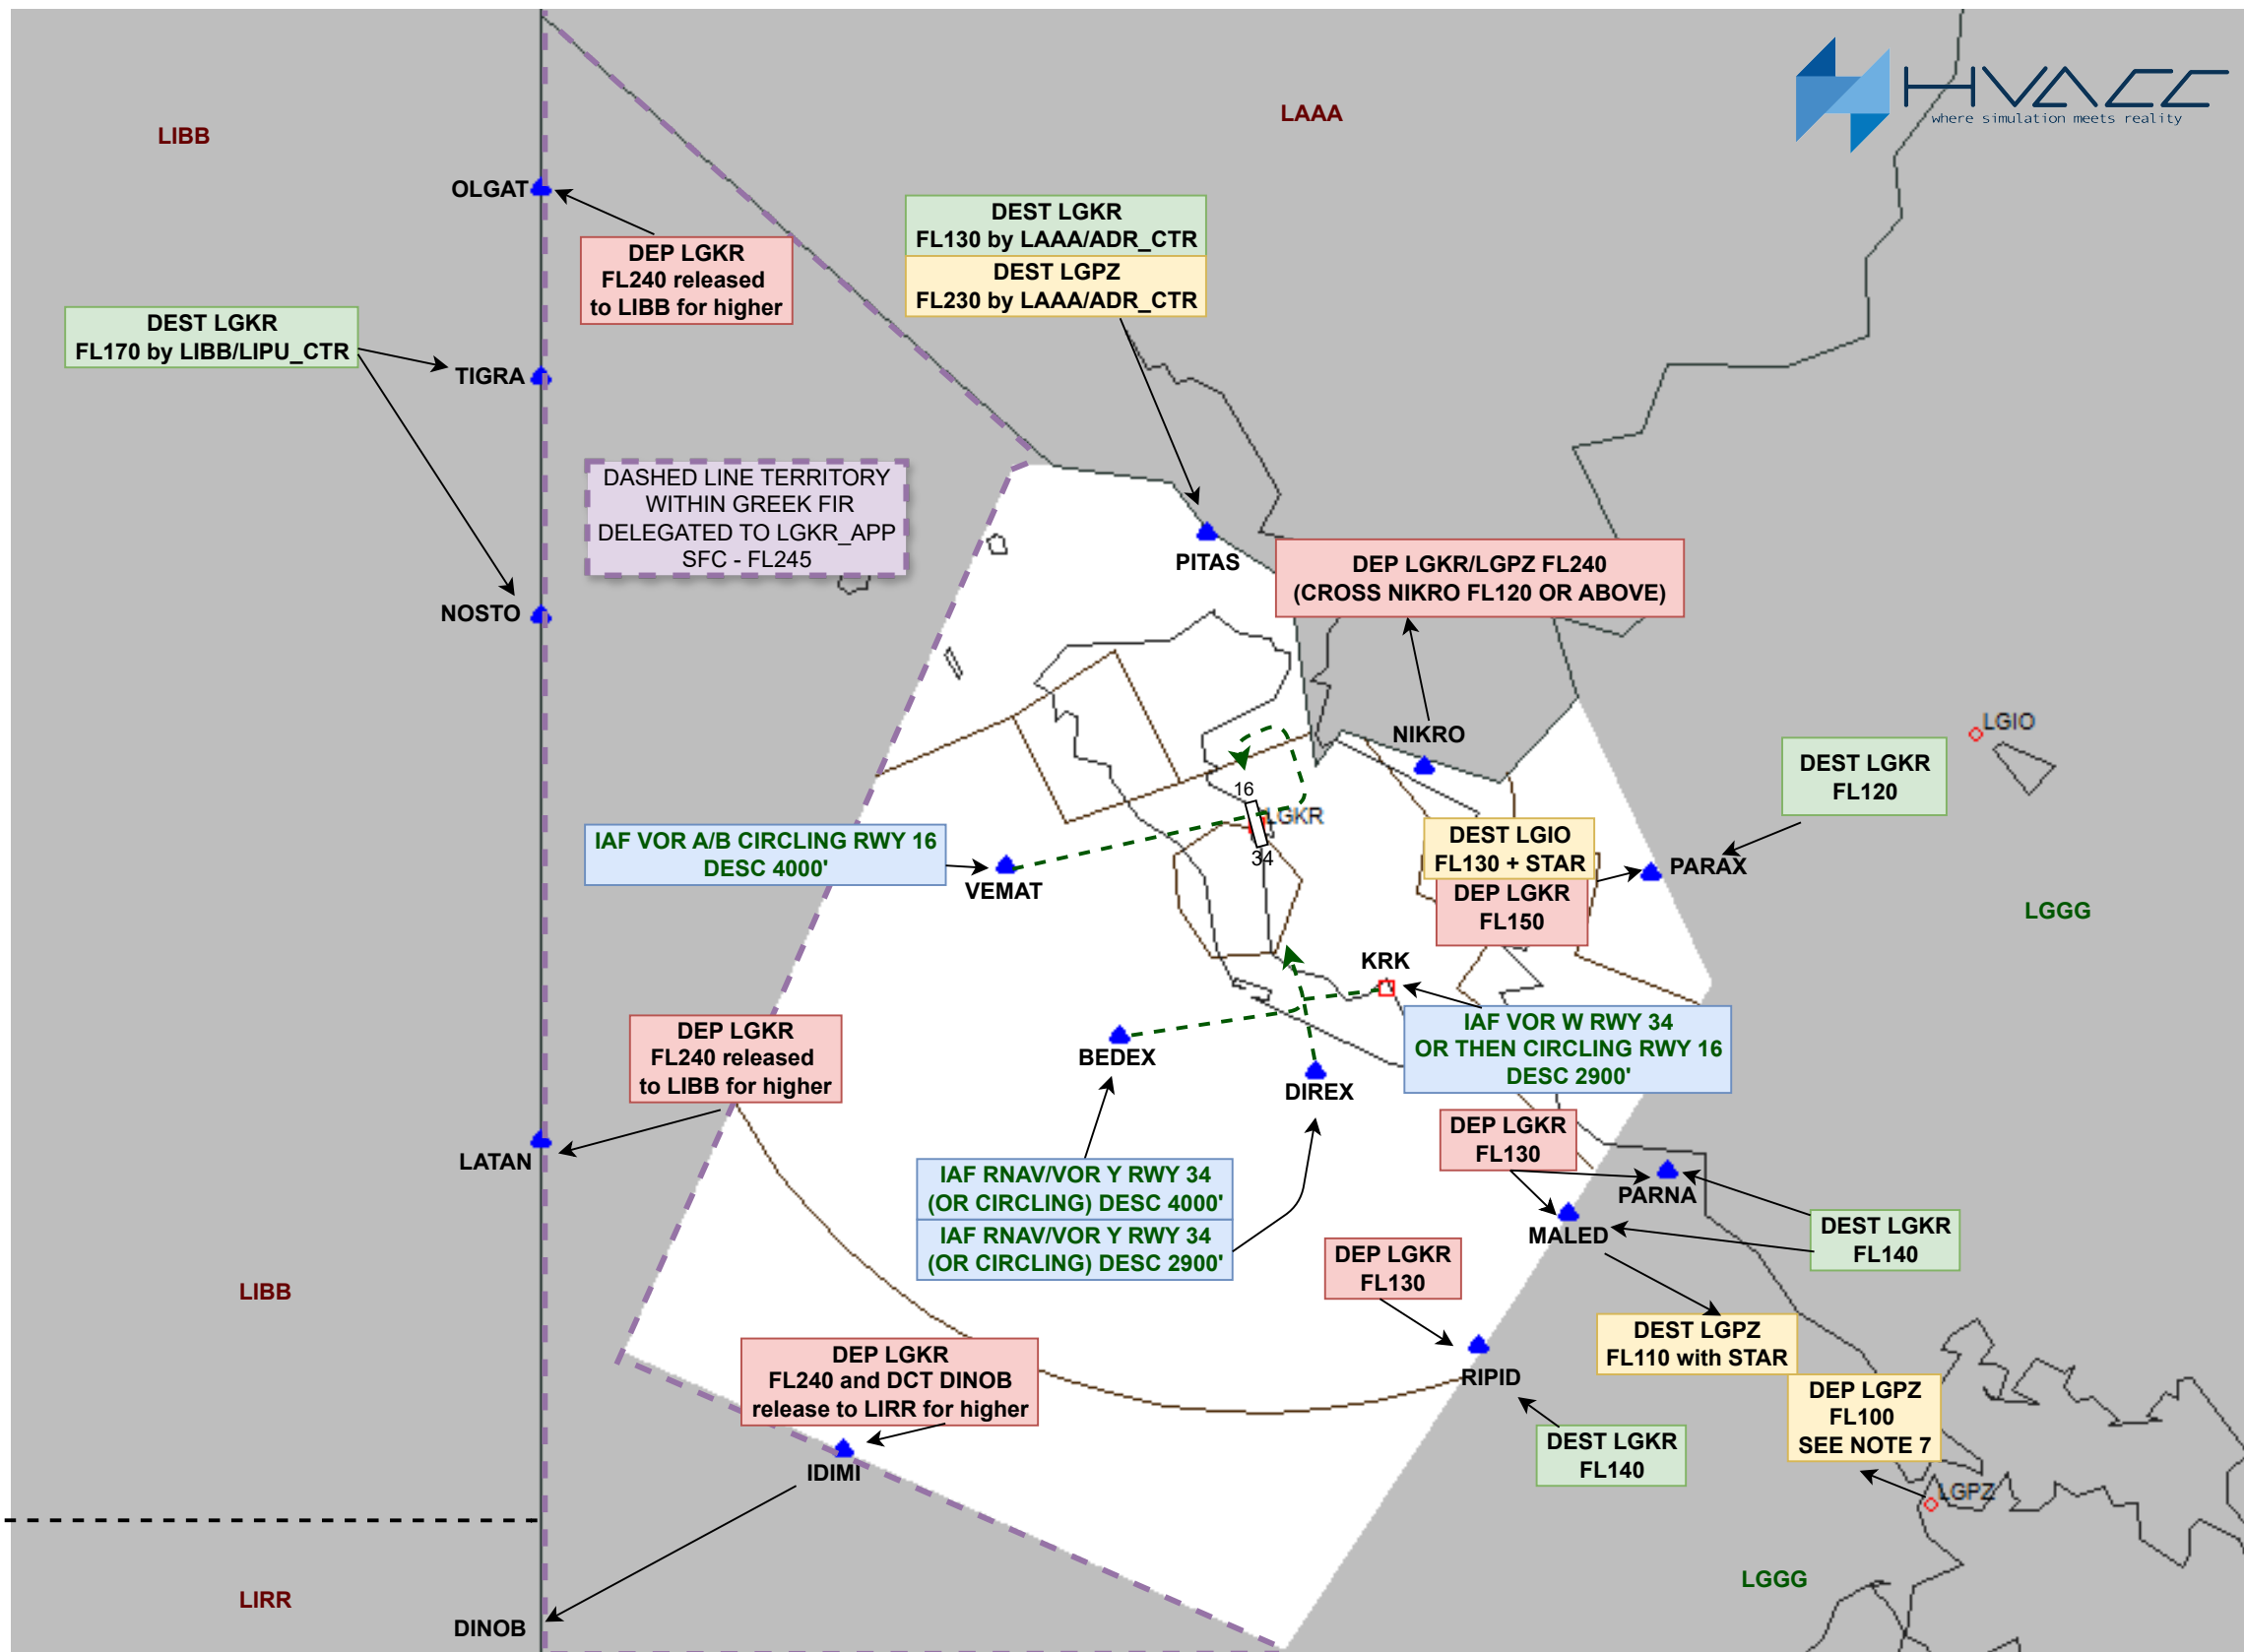 HVACC
where simulation meets reality
LIBB
LAAA
OLGAT
DEP LGKR
FL240 released
to LIBB for higher
DEST LGKR
FL130 by LAAA/ADR_CTR
DEST LGPZ
FL230 by LAAA/ADR_CTR
DEST LGKR
FL170 by LIBB/LIPU_CTR
TIGRA
DASHED LINE TERRITORY
WITHIN GREEK FIR
DELEGATED TO LGKR_APP
SFC - FL245
PITAS
DEP LGKR/LGPZ FL240
(CROSS NIKRO FL120 OR ABOVE)
NOSTO
NIKRO
LGIO
DEST LGKR
FL120
16
LGKR
34
IAF VOR A/B CIRCLING RWY 16
DESC 4000'
VEMAT
DEST LGIO
FL130 + STAR
DEP LGKR
FL150
PARAX
LGGG
KRK
IAF VOR W RWY 34
OR THEN CIRCLING RWY 16
DESC 2900'
DEP LGKR
FL240 released
to LIBB for higher
BEDEX
DIREX
LATAN
DEP LGKR
FL130
PARNA
IAF RNAV/VOR Y RWY 34
(OR CIRCLING) DESC 4000'
IAF RNAV/VOR Y RWY 34
(OR CIRCLING) DESC 2900'
MALED
DEST LGKR
FL140
LIBB
DEP LGKR
FL130
DEST LGPZ
FL110 with STAR
DEP LGKR
FL240 and DCT DINOB
release to LIRR for higher
RIPID
DEP LGPZ
FL100
SEE NOTE 7
DEST LGKR
FL140
IDIMI
LGPZ
LIRR
LGGG
DINOB